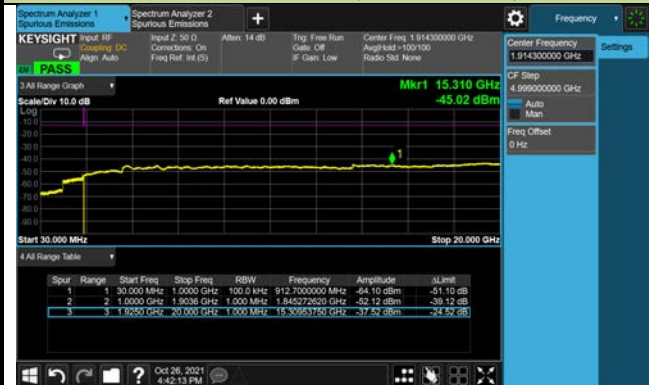 Spectrum Analyzer 1
Spurious Emissions
Spectrum Analyzer 2
Spurious Emissions
+
Frequency
KEYSIGHT
Input: RF
Coupling: DC
Align: Auto
Input Z: 50 Ω
Corrections: On
Freq Ref: Int (S)
Atten: 14 dB
Trig: Free Run
Gate: Off
IF Gain: Low
Center Freq: 1.914300000 GHz
Avg|Hold:>100/100
Radio Std: None
PASS
Center Frequency
1.914300000 GHz
Settings
CF Step
4.999000000 GHz
Auto
Man
Freq Offset
0 Hz
3 All Range Graph
Mkr1 15.310 GHz
Scale/Div 10.0 dB
Ref Value 0.00 dBm
-45.02 dBm
Log
-10.0
-20.0
-30.0
-40.0
-50.0
-60.0
-70.0
-80.0
-90.0
1
Start 30.000 MHz
Stop 20.000 GHz
4 All Range Table
Spur Range Start Freq Stop Freq RBW Frequency Amplitude ΔLimit
1 1 30.000 MHz 1.0000 GHz 100.0 kHz 912.7000000 MHz -64.10 dBm -51.10 dB
2 2 1.0000 GHz 1.9036 GHz 1.000 MHz 1.845272620 GHz -52.12 dBm -39.12 dB
3 3 1.9250 GHz 20.000 GHz 1.000 MHz 15.30953750 GHz -37.52 dBm -24.52 dB
?
Oct 26, 2021
4:42:13 PM